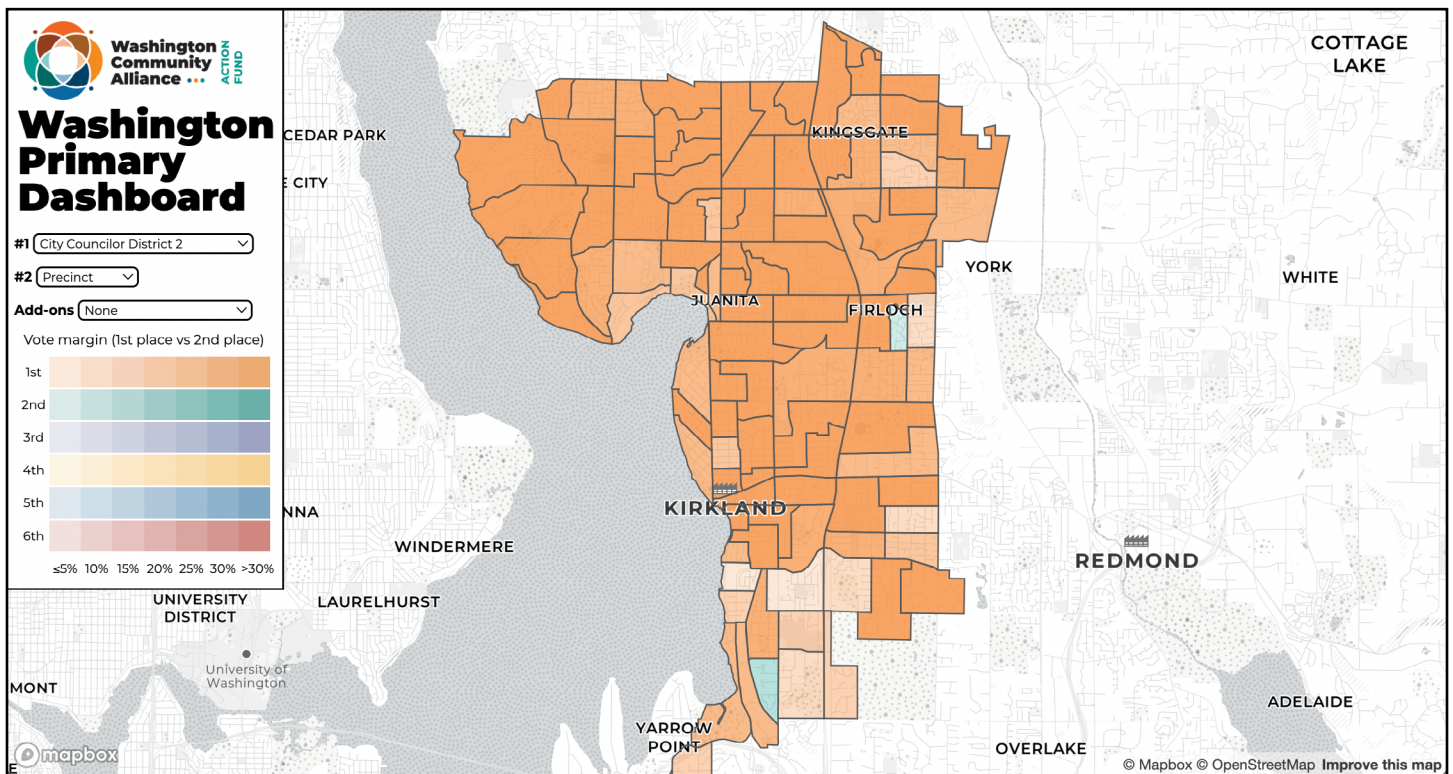 Washington
Community
Alliance
ACTION
FUND
Washington
Primary
Dashboard
#1 City Councilor District 2
#2 Precinct
Add-ons None
Vote margin (1st place vs 2nd place)
1st
2nd
3rd
4th
5th
6th
≤5% 10% 15% 20% 25% 30% >30%
COTTAGE
LAKE
CEDAR PARK
KINGSGATE
E CITY
YORK
WHITE
JUANITA
FIRLOCH
KIRKLAND
NNA
WINDERMERE
REDMOND
UNIVERSITY
DISTRICT
LAURELHURST
University of
Washington
MONT
ADELAIDE
YARROW
POINT
OVERLAKE
E
mapbox
© Mapbox © OpenStreetMap Improve this map